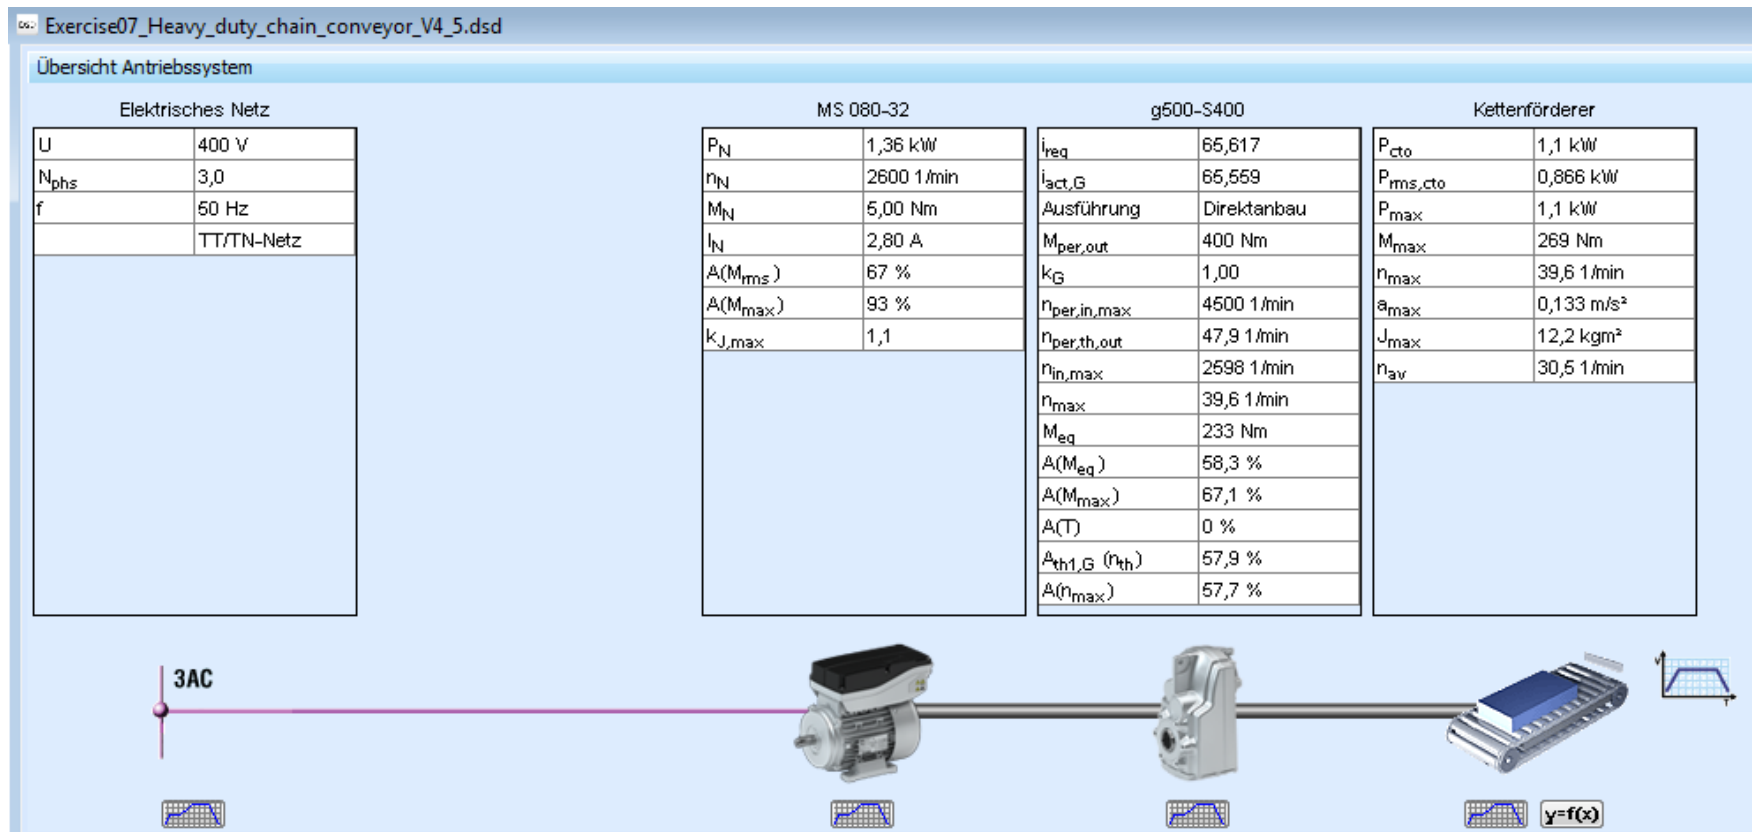 Exercise07_Heavy_duty_chain_conveyor_V4_5.dsd
Übersicht Antriebssystem
Elektrisches Netz
U 400 V
Nphs 3,0
f 50 Hz
TT/TN-Netz
MS 080-32
PN 1,36 kW
nN 2600 1/min
MN 5,00 Nm
IN 2,80 A
A(Mrms) 67 %
A(Mmax) 93 %
kJ,max 1,1
g500-S400
ireq 65,617
iact,G 65,559
Ausführung Direktanbau
Mper,out 400 Nm
kG 1,00
nper,in,max 4500 1/min
nper,th,out 47,9 1/min
nin,max 2598 1/min
nmax 39,6 1/min
Meq 233 Nm
A(Meq) 58,3 %
A(Mmax) 67,1 %
A(T) 0 %
Ath1,G (nth) 57,9 %
A(nmax) 57,7 %
Kettenförderer
Pcto 1,1 kW
Prms,cto 0,866 kW
Pmax 1,1 kW
Mmax 269 Nm
nmax 39,6 1/min
amax 0,133 m/s²
Jmax 12,2 kgm²
nav 30,5 1/min
3AC
V
T
y=f(x)